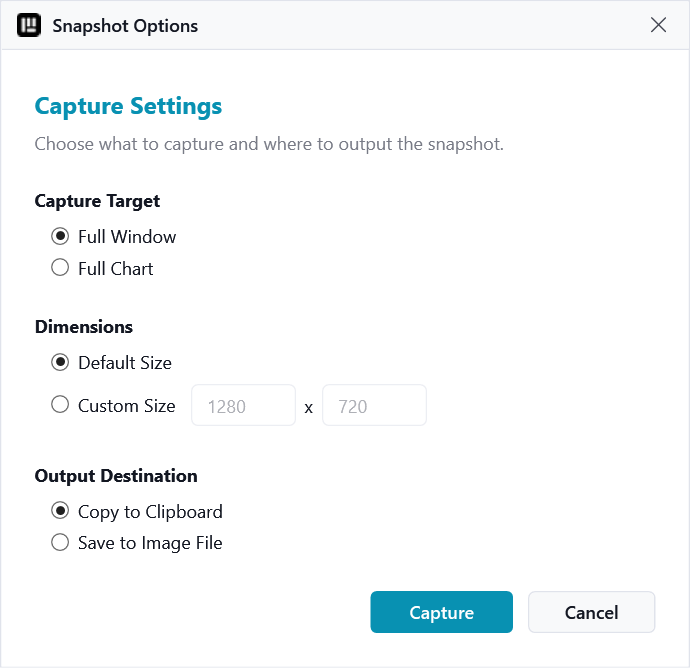 Snapshot Options
Capture Settings
Choose what to capture and where to output the snapshot.
Capture Target
Full Window
Full Chart
Dimensions
Default Size
Custom Size 1280 x 720
Output Destination
Copy to Clipboard
Save to Image File
Capture Cancel